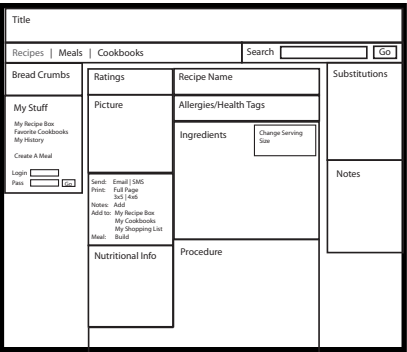 Title
Recipes | Meals | Cookbooks
Search
Go
Bread Crumbs
Ratings
Recipe Name
Substitutions
My Stuff
My Recipe Box
Favorite Cookbooks
My History
Create A Meal
Login
Pass
Go
Picture
Allergies/Health Tags
Ingredients
Change Serving
Size
Notes
Send: Email | SMS
Print: Full Page
3x5 | 4x6
Notes: Add
Add to: My Recipe Box
My Cookbooks
My Shopping List
Meal: Build
Nutritional Info
Procedure